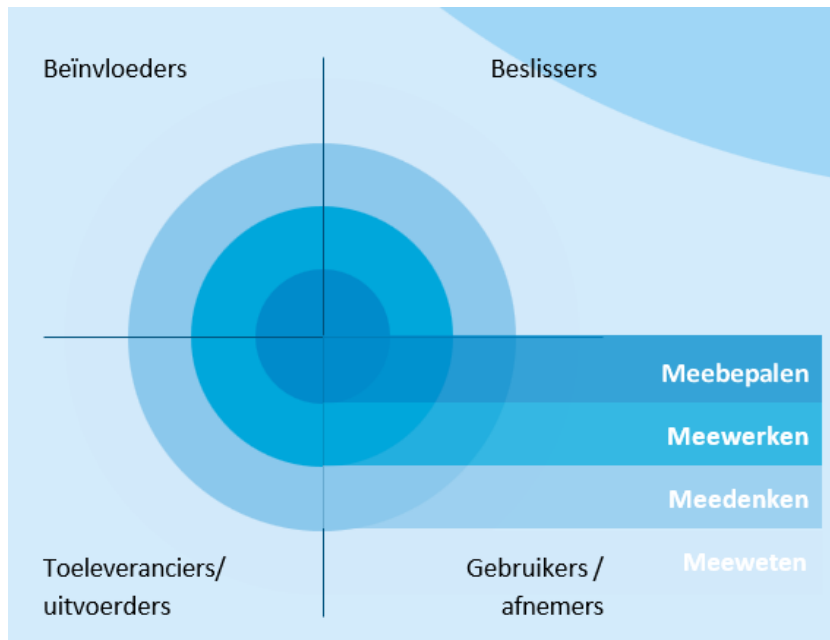 Beïnvloeders
Beslissers
Meebepalen
Meewerken
Meedenken
Meeweten
Toeleveranciers/
uitvoerders
Gebruikers /
afnemers